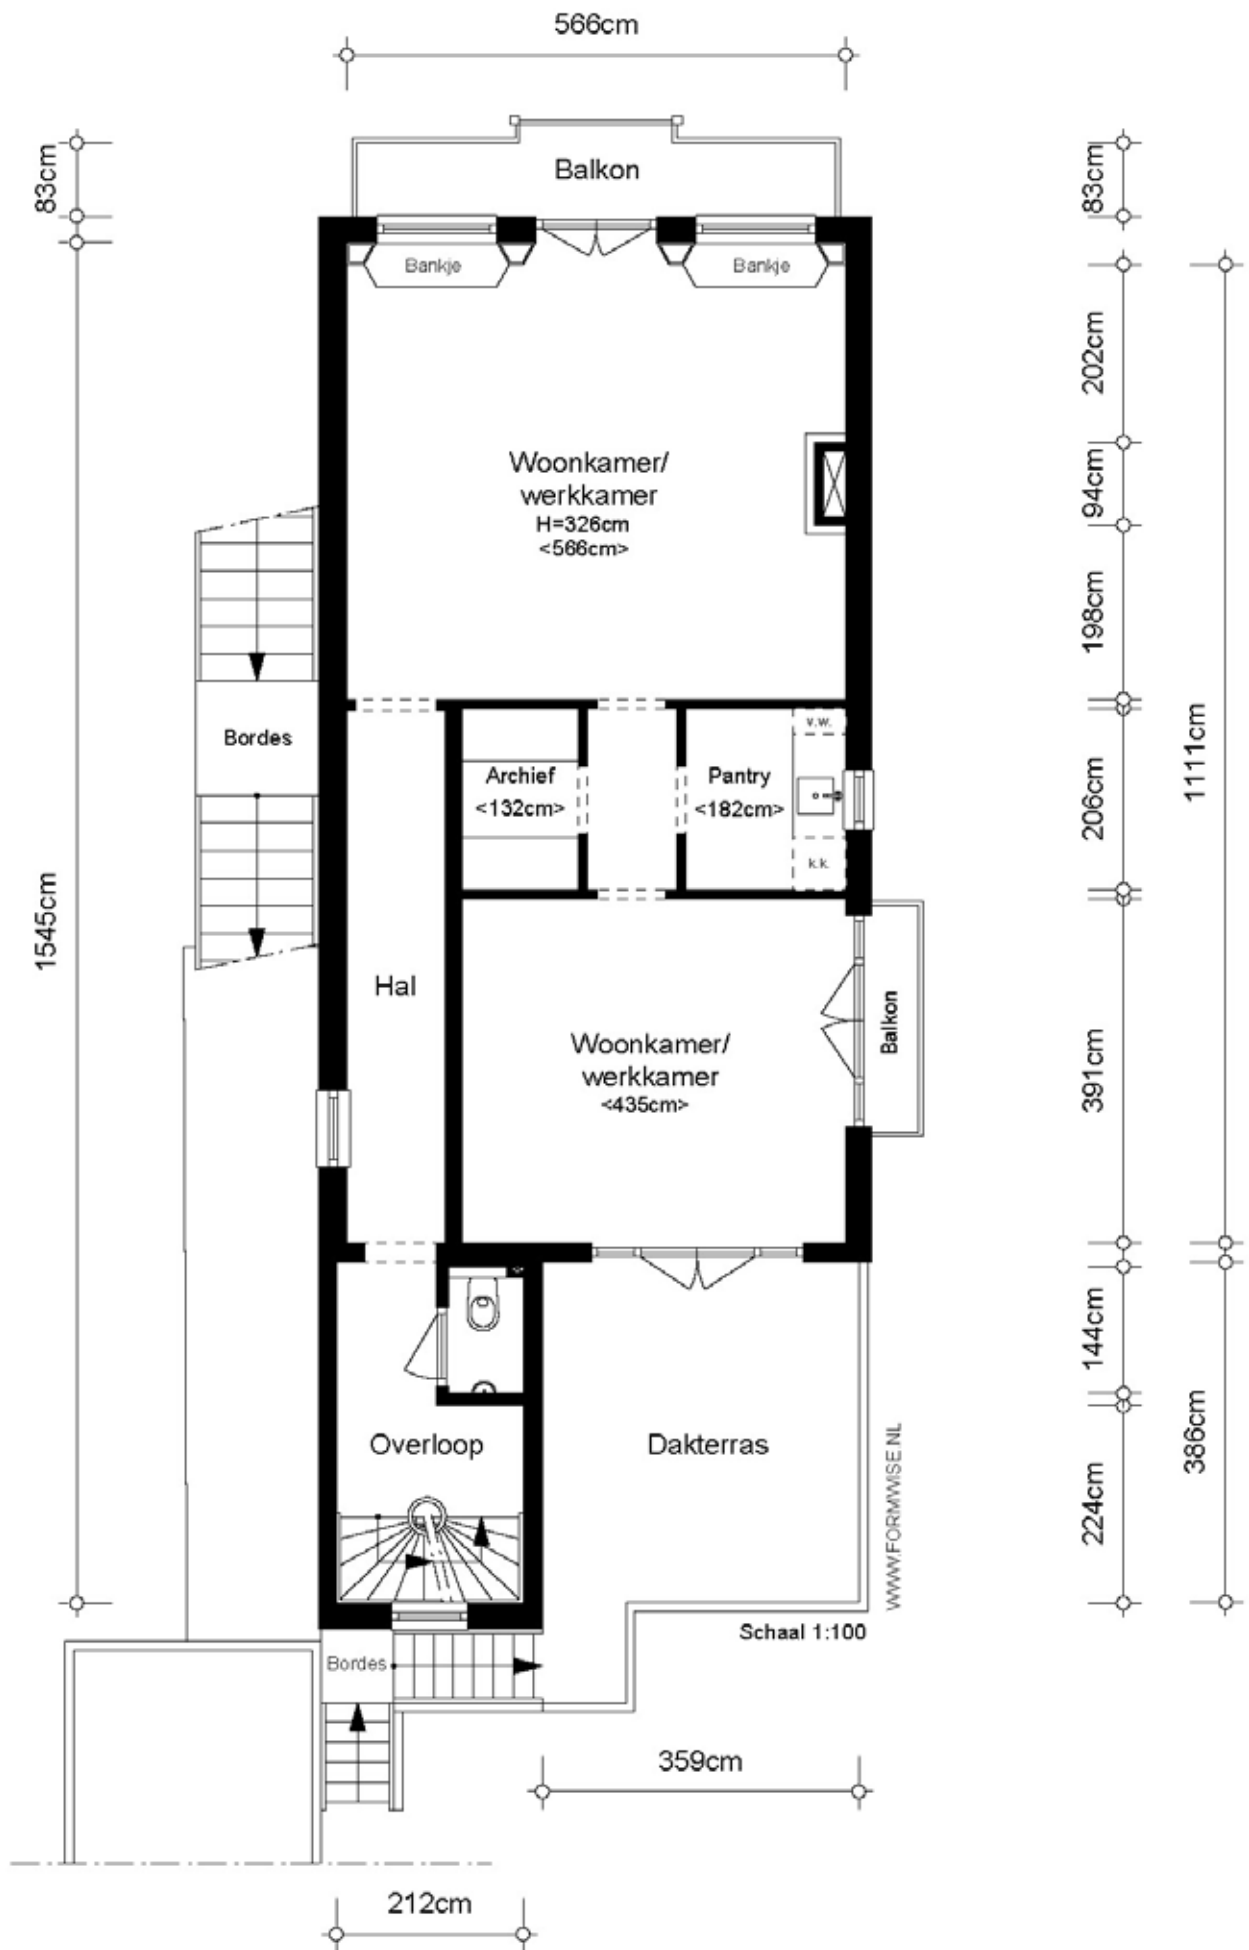 566cm
83cm
83cm
Balkon
Bankje
Bankje
202cm
Woonkamer/
werkkamer
H=326cm
<566cm>
94cm
198cm
Bordes
v.w.
Archief
<132cm>
Pantry
<182cm>
k.k.
206cm
1111cm
1545cm
Hal
Balkon
Woonkamer/
werkkamer
<435cm>
391cm
144cm
Overloop
Dakterras
386cm
224cm
WWW.FORMWISE.NL
Schaal 1:100
Bordes
359cm
212cm